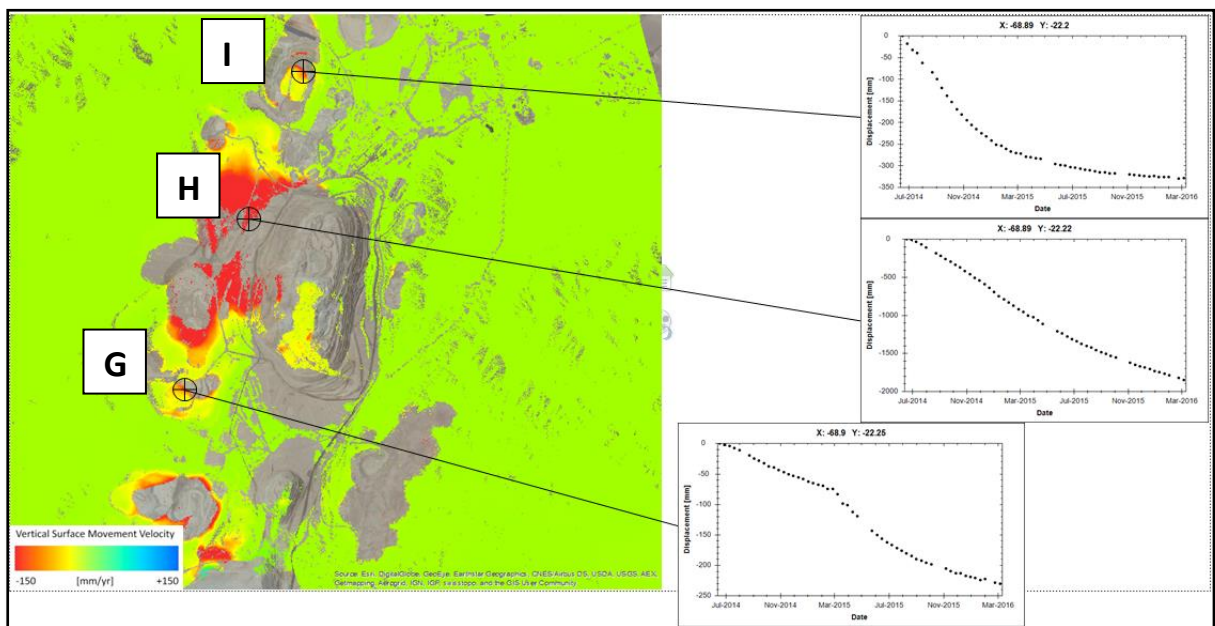 I
H
G
X: -68.89 Y: -22.2
Displacement [mm]
0
-50
-100
-150
-200
-250
-300
-350
Jul-2014 Nov-2014 Mar-2015 Jul-2015 Nov-2015 Mar-2016
Date
X: -68.89 Y: -22.22
Displacement [mm]
0
-500
-1000
-1500
-2000
Jul-2014 Nov-2014 Mar-2015 Jul-2015 Nov-2015 Mar-2016
Date
X: -68.9 Y: -22.25
Displacement [mm]
0
-50
-100
-150
-200
-250
Jul-2014 Nov-2014 Mar-2015 Jul-2015 Nov-2015 Mar-2016
Date
Vertical Surface Movement Velocity
-150 [mm/yr] +150
Source: Esri, DigitalGlobe, GeoEye, Earthstar Geographics, CNES/Airbus DS, USDA, USGS, AEX,
Getmapping, Aerogrid, IGN, IGP, swisstopo, and the GIS User Community